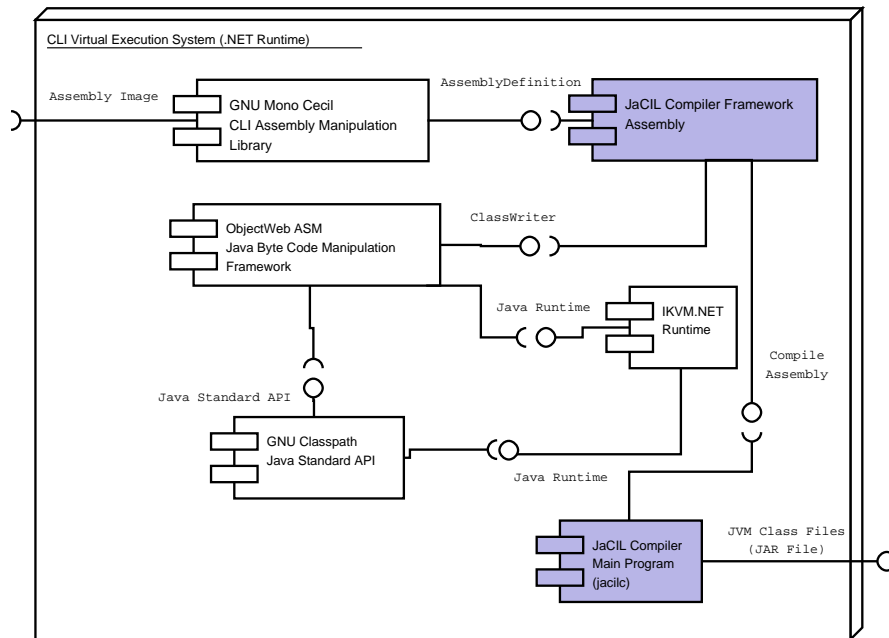 CLI Virtual Execution System (.NET Runtime)
Assembly Image
GNU Mono Cecil
CLI Assembly Manipulation
Library
AssemblyDefinition
JaCIL Compiler Framework
Assembly
ObjectWeb ASM
Java Byte Code Manipulation
Framework
ClassWriter
Java Runtime
IKVM.NET
Runtime
Compile
Assembly
Java Standard API
GNU Classpath
Java Standard API
Java Runtime
JaCIL Compiler
Main Program
(jacilc)
JVM Class Files
(JAR File)